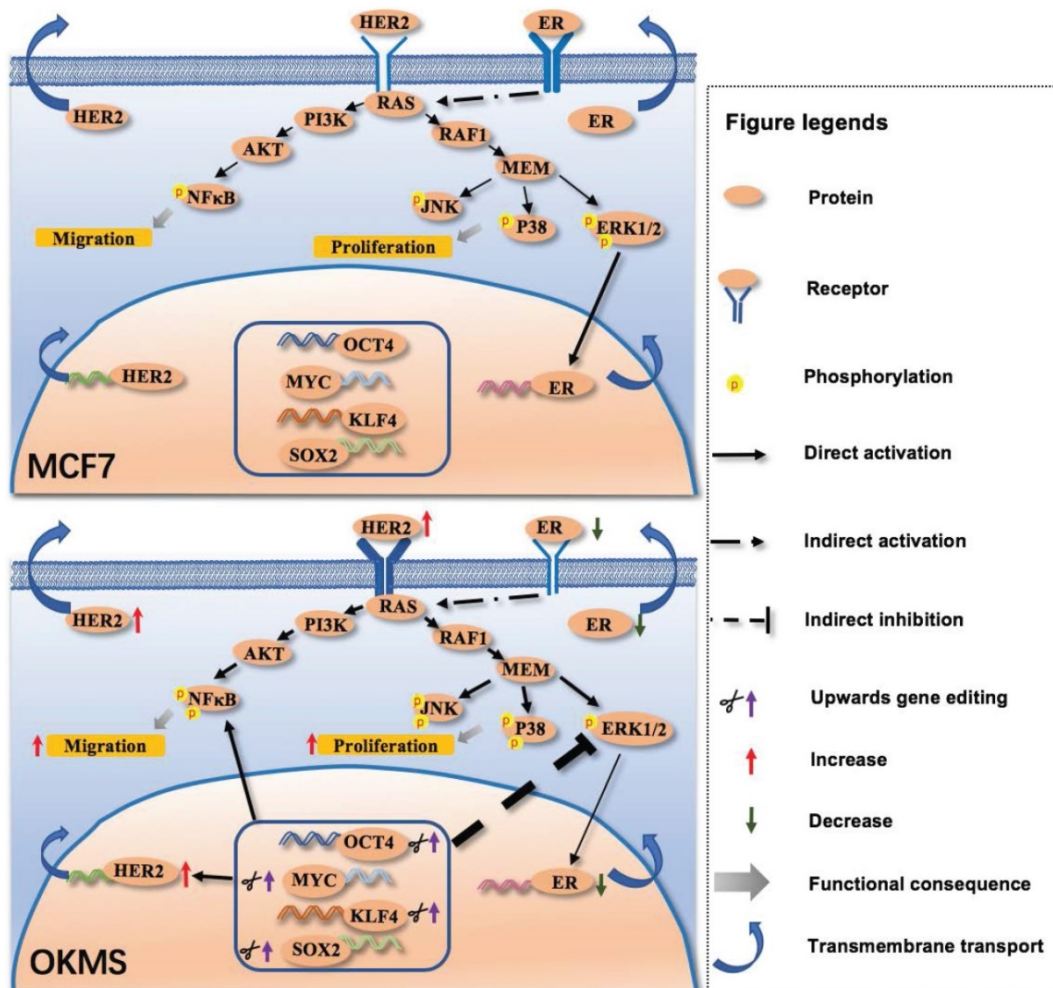 HER2
ER
HER2
RAS
ER
PI3K
RAF1
AKT
MEM
P
NFκB
P
JNK
P
P38
P
P
ERK1/2
Migration
Proliferation
HER2
OCT4
MYC
KLF4
SOX2
ER
MCF7
HER2
ER
HER2
RAS
ER
PI3K
RAF1
AKT
MEM
P
P
NFκB
P
P
JNK
P
P
P38
P
ERK1/2
Migration
Proliferation
HER2
OCT4
MYC
KLF4
SOX2
ER
OKMS
Figure legends
Protein
Receptor
P
Phosphorylation
Direct activation
Indirect activation
Indirect inhibition
Upwards gene editing
Increase
Decrease
Functional consequence
Transmembrane transport